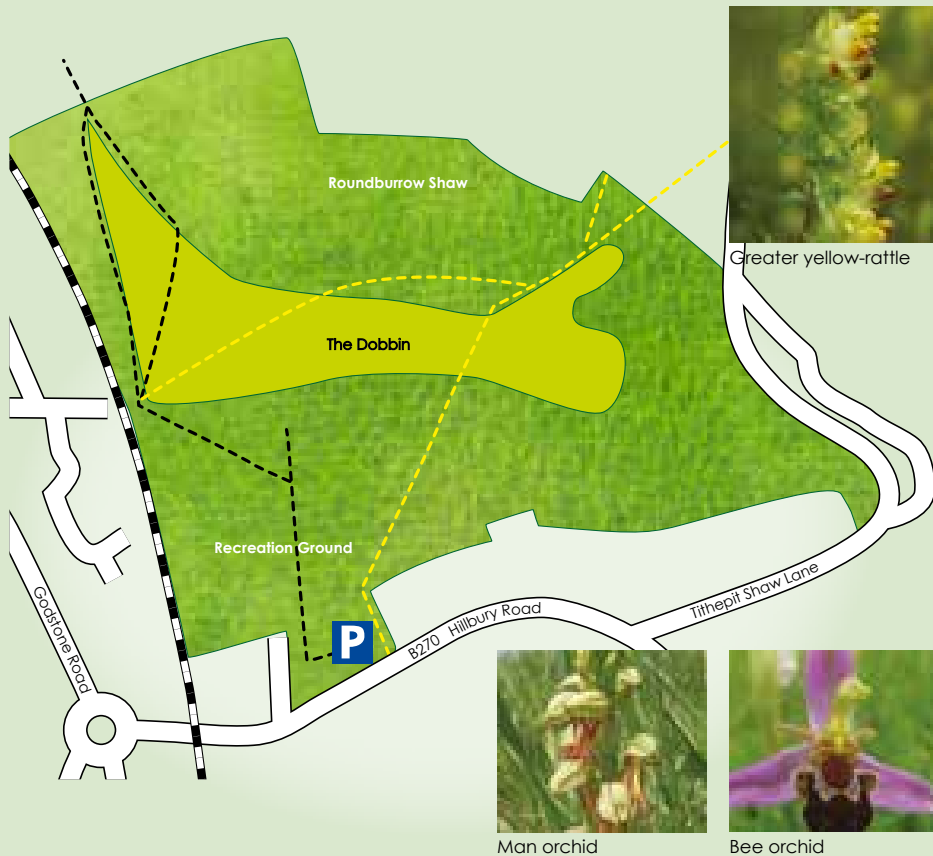 Roundburrow Shaw
Greater yellow-rattle
The Dobbin
Recreation Ground
Godstone Road
P
B270 Hillbury Road
Tithepit Shaw Lane
Man orchid
Bee orchid